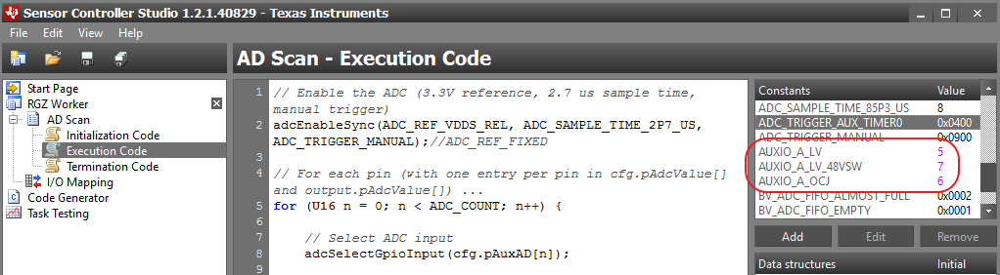 Sensor Controller Studio 1.2.1.40829 - Texas Instruments
File Edit View Help
AD Scan - Execution Code
Start Page
RGZ Worker
AD Scan
Initialization Code
Execution Code
Termination Code
I/O Mapping
Code Generator
Task Testing
1 // Enable the ADC (3.3V reference, 2.7 us sample time,
manual trigger)
2 adcEnableSync(ADC_REF_VDDS_REL, ADC_SAMPLE_TIME_2P7_US,
ADC_TRIGGER_MANUAL);//ADC_REF_FIXED
3
4 // For each pin (with one entry per pin in cfg.pAdcValue[]
and output.pAdcValue[]) ...
5 for (U16 n = 0; n < ADC_COUNT; n++) {
6
7 // Select ADC input
8 adcSelectGpioInput(cfg.pAuxAD[n]);
9
Constants Value
ADC_SAMPLE_TIME_85P3_US 8
ADC_TRIGGER_AUX_TIMER0 0x0400
ADC_TRIGGER_MANUAL 0x0900
AUXIO_A_LV 5
AUXIO_A_LV_48VSW 7
AUXIO_A_OCJ 6
BV_ADC_FIFO_ALMOST_FULL 0x0002
BV_ADC_FIFO_EMPTY 0x0001
Add Edit Remove
Data structures Initial